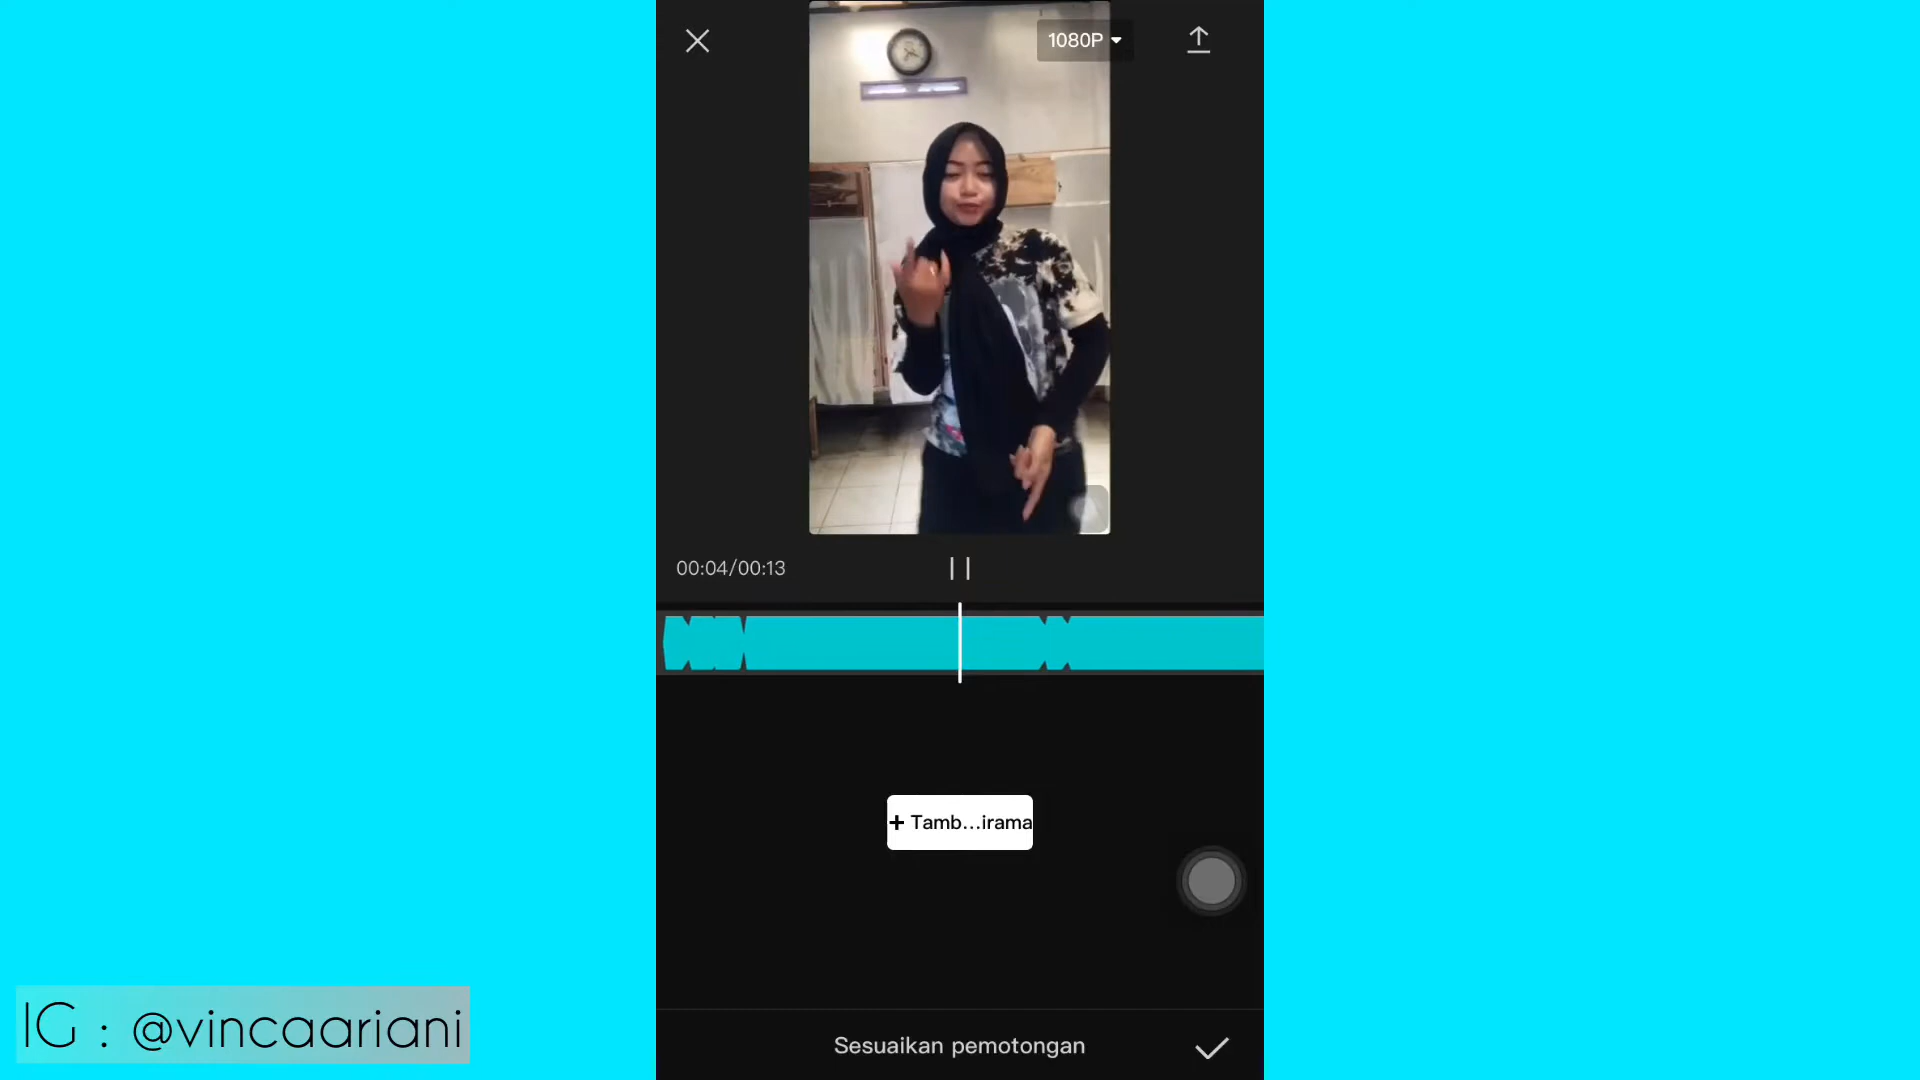 1080P
00:04/00:13
+ Tamb...irama
Sesuaikan pemotongan
IG : @vincaariani